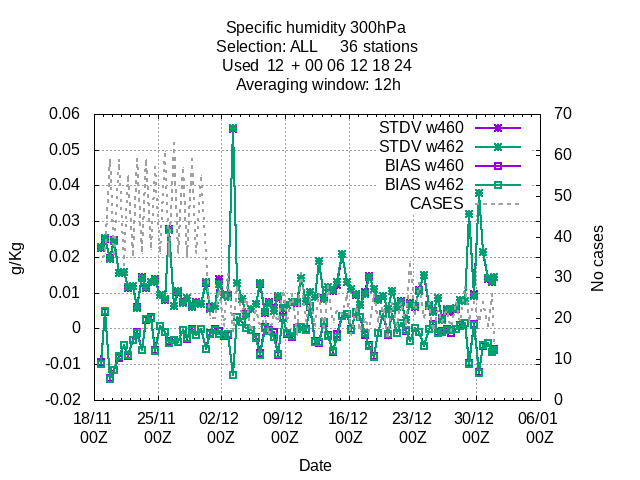 Specific humidity 300hPa
Selection: ALL 36 stations
Used 12 + 00 06 12 18 24
Averaging window: 12h
0.06
0.05
0.04
0.03
0.02
0.01
0
-0.01
-0.02
g/Kg
STDV w460
STDV w462
BIAS w460
BIAS w462
CASES
70
60
50
40
30
20
10
0
No cases
18/11 25/11 02/12 09/12 16/12 23/12 30/12 06/01
00Z 00Z 00Z 00Z 00Z 00Z 00Z 00Z
Date